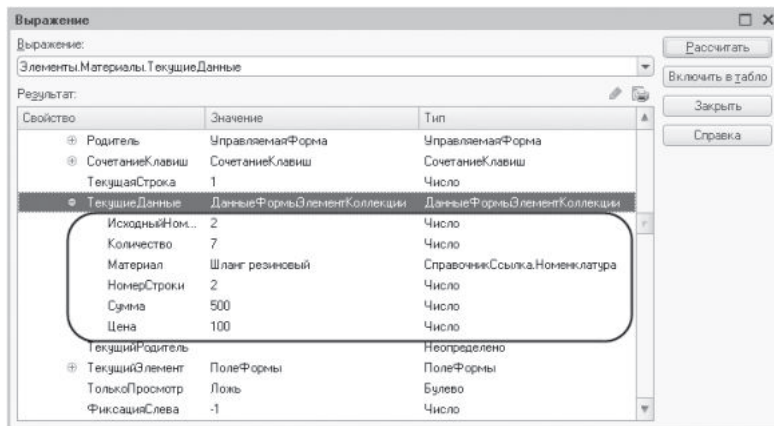 Выражение
Выражение:
Элементы.Материалы.ТекущиеДанные
Рассчитать
Включить в табло
Закрыть
Справка
Результат:
Свойство Значение Тип
Родитель УправляемаяФорма УправляемаяФорма
СочетаниеКлавиш СочетаниеКлавиш СочетаниеКлавиш
ТекущаяСтрока 1 Число
ТекущиеДанные ДанныеФормыЭлементКоллекции ДанныеФормыЭлементКоллекции
ИсходныйНом... 2 Число
Количество 7 Число
Материал Шланг резиновый СправочникСсылка.Номенклатура
НомерСтроки 2 Число
Сумма 500 Число
Цена 100 Число
ТекущийРодитель Неопределено
ТекущийЭлемент ПолеФормы ПолеФормы
ТолькоПросмотр Ложь Булево
ФиксацияСлева -1 Число